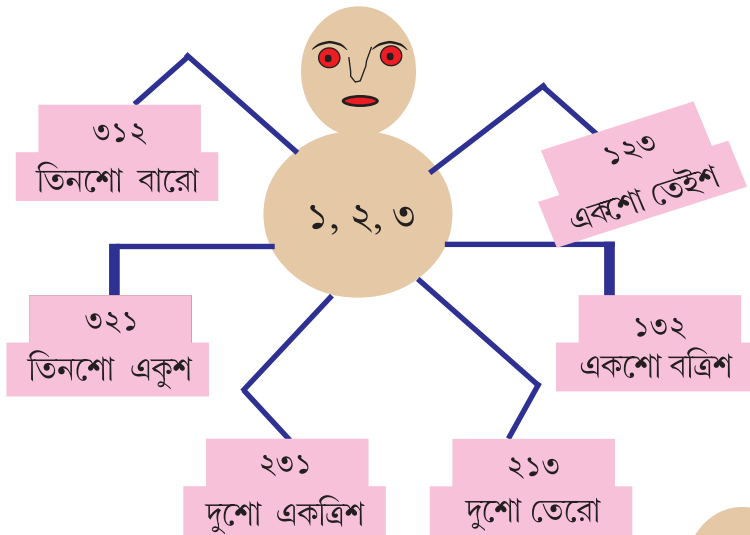 ৩১২
তিনশো বারো
১২৩
একশো তেইশ
১, ২, ৩
৩২১
তিনশো একুশ
১৩২
একশো বত্রিশ
২৩১
দুশো একত্রিশ
২১৩
দুশো তেরো